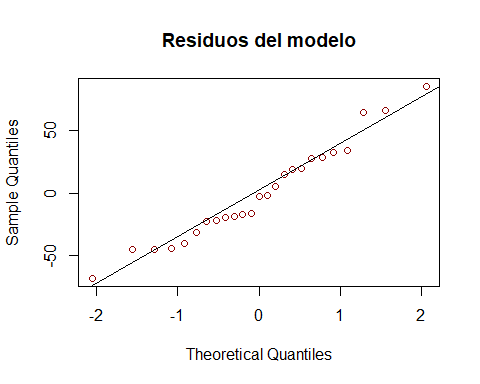 Residuos del modelo
Sample Quantiles
50
0
-50
-2
-1
0
1
2
Theoretical Quantiles